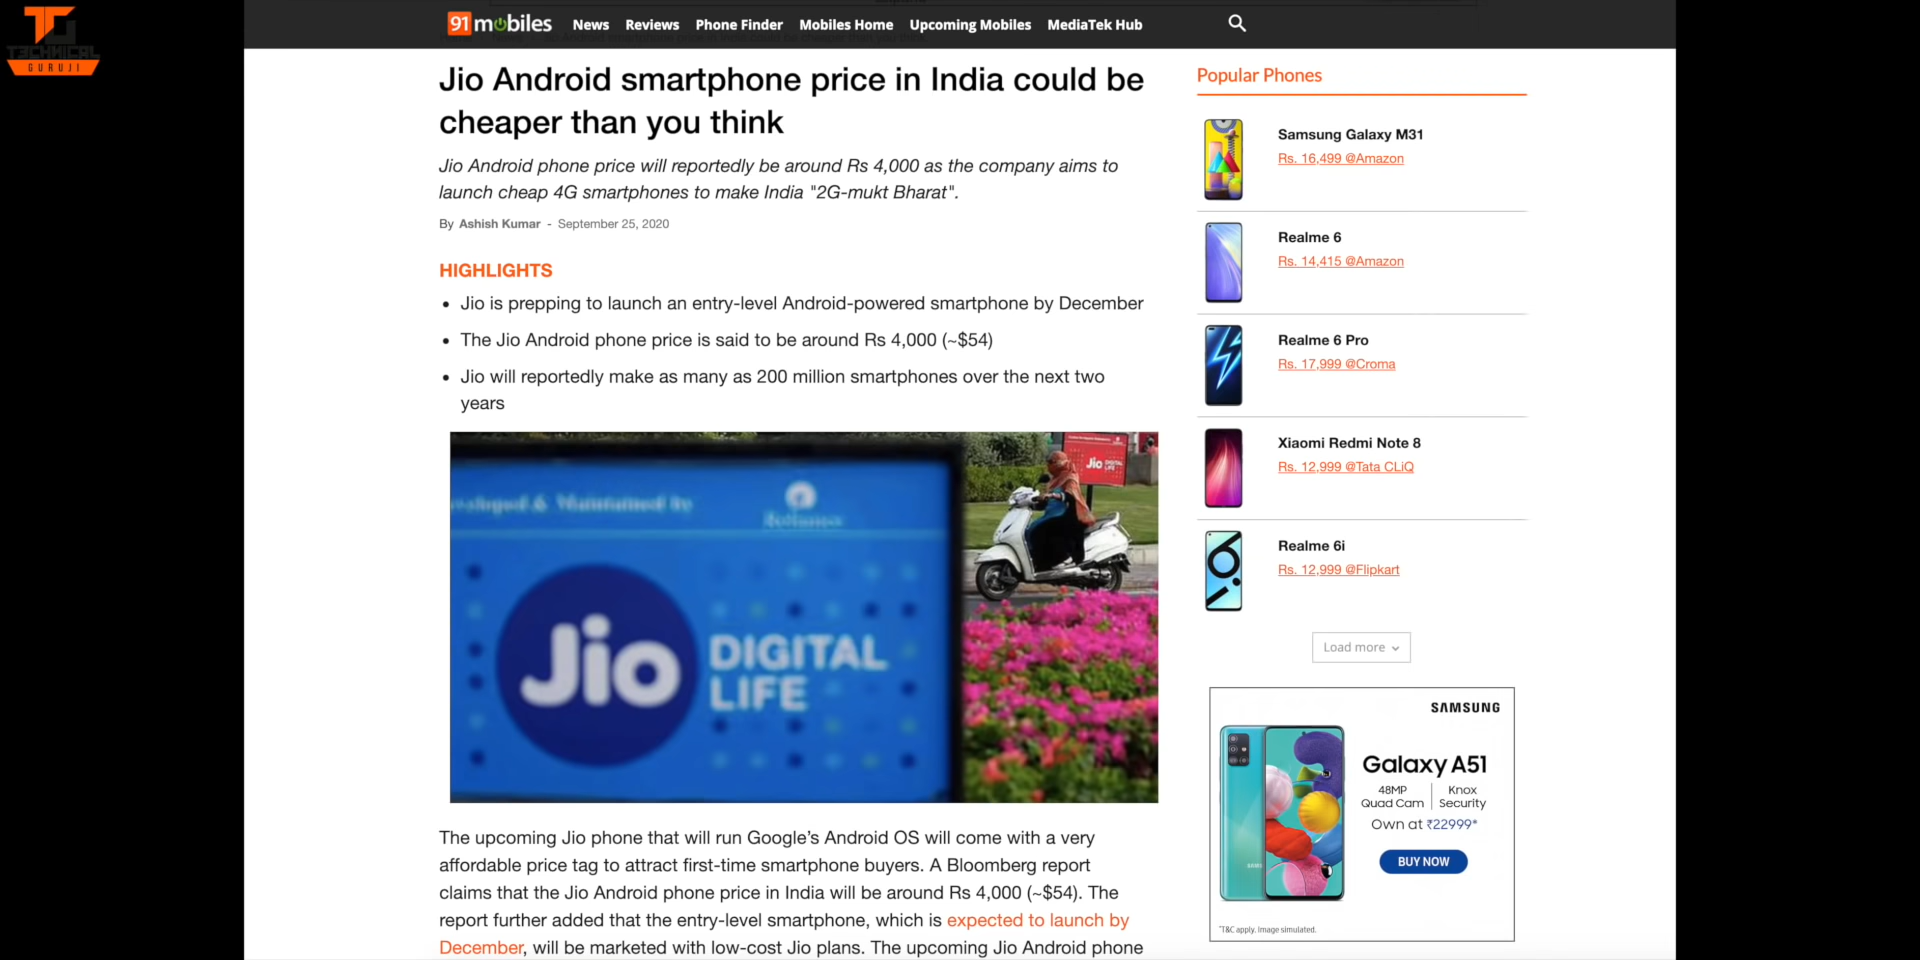 TECHNICAL
GURUJI
91mobiles
News Reviews Phone Finder Mobiles Home Upcoming Mobiles MediaTek Hub
Jio Android smartphone price in India could be
cheaper than you think
Jio Android phone price will reportedly be around Rs 4,000 as the company aims to
launch cheap 4G smartphones to make India "2G-mukt Bharat".
By Ashish Kumar - September 25, 2020
HIGHLIGHTS
Jio is prepping to launch an entry-level Android-powered smartphone by December
The Jio Android phone price is said to be around Rs 4,000 (~$54)
Jio will reportedly make as many as 200 million smartphones over the next two
years
Developed & Maintained by
Reliance
Jio DIGITAL
LIFE
Jio DIGITAL
LIFE
The upcoming Jio phone that will run Google's Android OS will come with a very
affordable price tag to attract first-time smartphone buyers. A Bloomberg report
claims that the Jio Android phone price in India will be around Rs 4,000 (~$54). The
report further added that the entry-level smartphone, which is expected to launch by
December, will be marketed with low-cost Jio plans. The upcoming Jio Android phone
Popular Phones
Samsung Galaxy M31
Rs. 16,499 @Amazon
Realme 6
Rs. 14,415 @Amazon
Realme 6 Pro
Rs. 17,999 @Croma
Xiaomi Redmi Note 8
Rs. 12,999 @Tata CLiQ
Realme 6i
Rs. 12,999 @Flipkart
Load more
SAMSUNG
Galaxy A51
48MP
Quad Cam
Knox
Security
Own at ₹22999*
BUY NOW
*T&C apply. Image simulated.